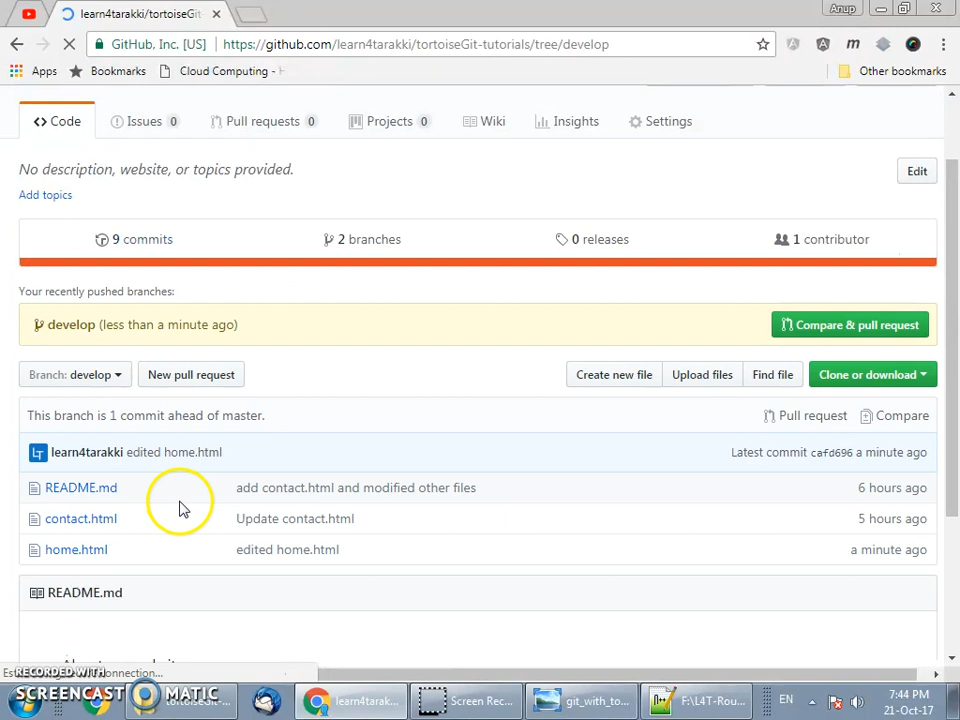 learn4tarakki/tortoiseGit-
Anup
GitHub, Inc. [US] https://github.com/learn4tarakki/tortoiseGit-tutorials/tree/develop
Apps Bookmarks Cloud Computing - Other bookmarks
Code Issues 0 Pull requests 0 Projects 0 Wiki Insights Settings
No description, website, or topics provided. Edit
Add topics
9 commits 2 branches 0 releases 1 contributor
Your recently pushed branches:
develop (less than a minute ago) Compare & pull request
Branch: develop New pull request Create new file Upload files Find file Clone or download
This branch is 1 commit ahead of master. Pull request Compare
LT learn4tarakki edited home.html Latest commit cafd696 a minute ago
README.md add contact.html and modified other files 6 hours ago
contact.html Update contact.html 5 hours ago
home.html edited home.html a minute ago
README.md
RECORDED WITH
SCREENCAST MATIC
tortoiseGit-... learn4tarak... Screen Rec... git_with_to... F:\L4T-Rou... EN 7:44 PM
21-Oct-17